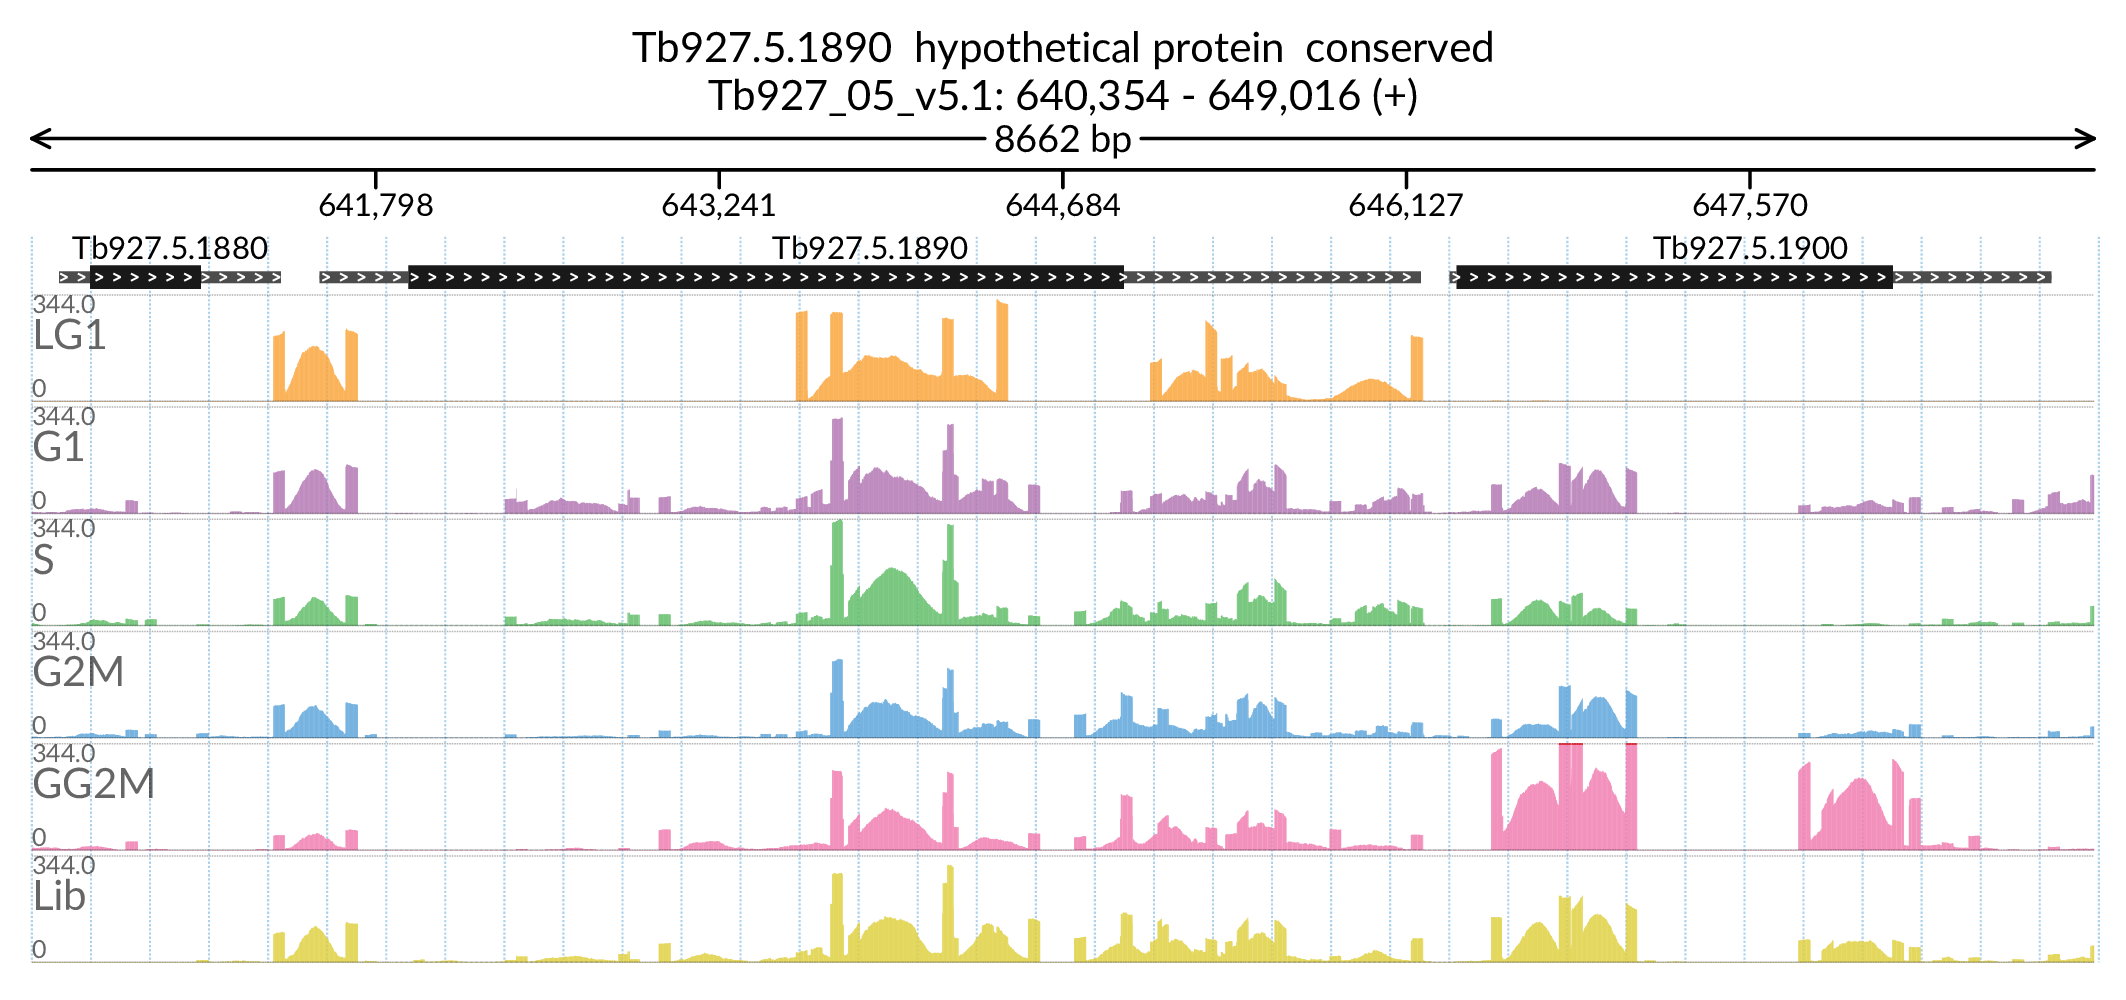 Tb927.5.1890 hypothetical protein conserved
Tb927_05_v5.1: 640,354 - 649,016 (+)
8662 bp
641,798 643,241 644,684 646,127 647,570
Tb927.5.1880 Tb927.5.1890 Tb927.5.1900
344.0
LG1
0
344.0
G1
0
344.0
S
0
344.0
G2M
0
344.0
GG2M
0
344.0
Lib
0